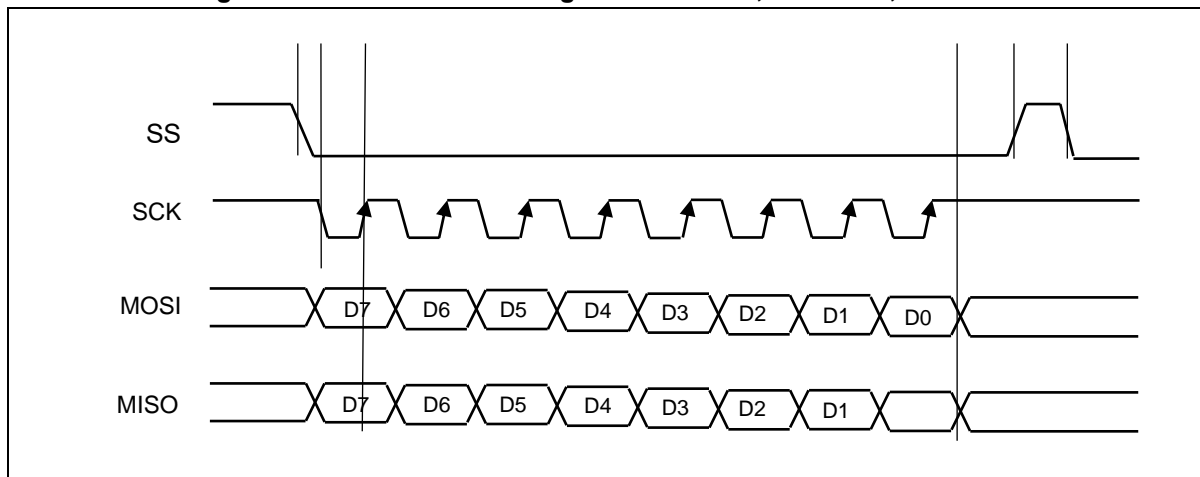 SS
SCK
MOSI D7 D6 D5 D4 D3 D2 D1 D0
MISO D7 D6 D5 D4 D3 D2 D1